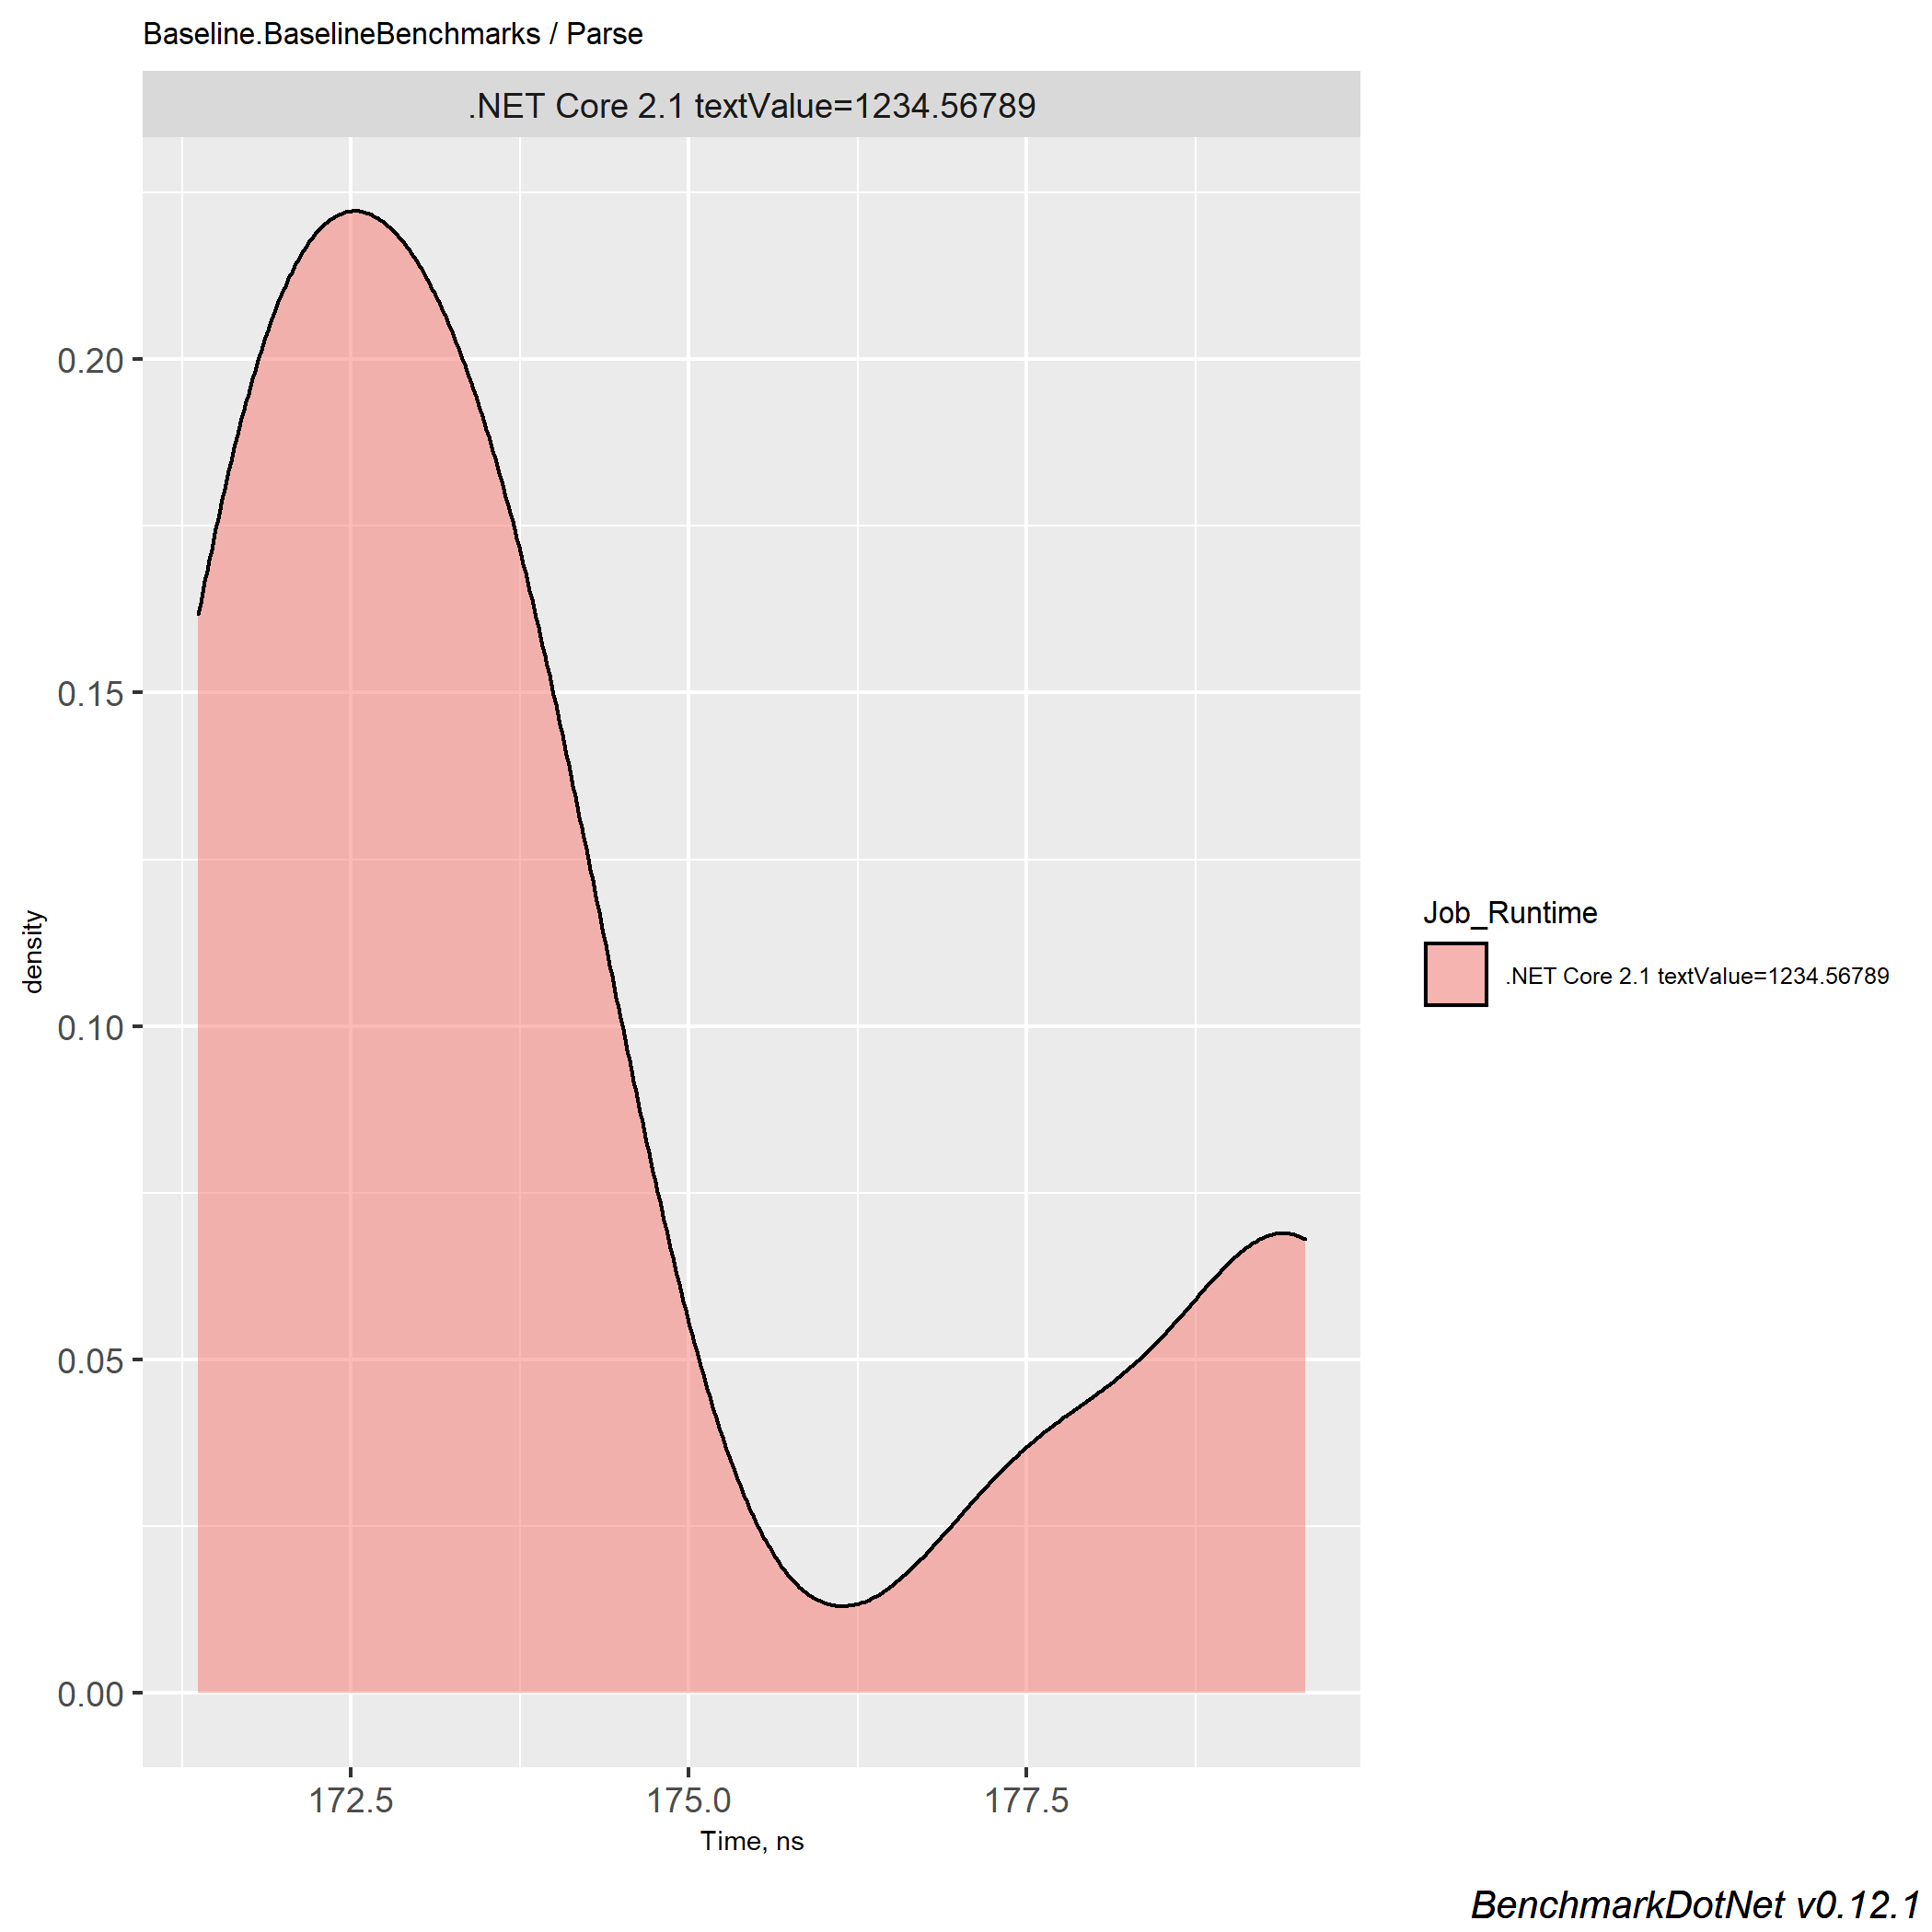 Baseline.BaselineBenchmarks / Parse
.NET Core 2.1 textValue=1234.56789
0.20
0.15
0.10
0.05
0.00
density
172.5 175.0 177.5
Time, ns
Job_Runtime
.NET Core 2.1 textValue=1234.56789
BenchmarkDotNet v0.12.1